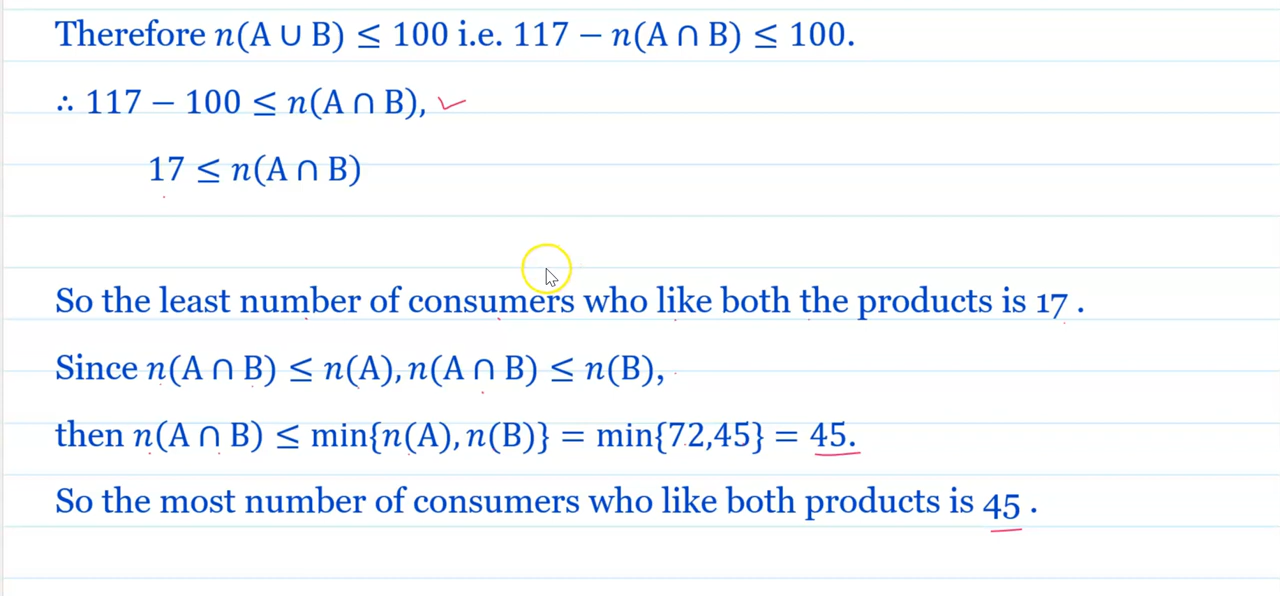 Therefore n(A ∪ B) ≤ 100 i.e. 117 − n(A ∩ B) ≤ 100.
∴ 117 − 100 ≤ n(A ∩ B),
17 ≤ n(A ∩ B)
So the least number of consumers who like both the products is 17 .
Since n(A ∩ B) ≤ n(A), n(A ∩ B) ≤ n(B),
then n(A ∩ B) ≤ min{n(A), n(B)} = min{72,45} = 45.
So the most number of consumers who like both products is 45 .